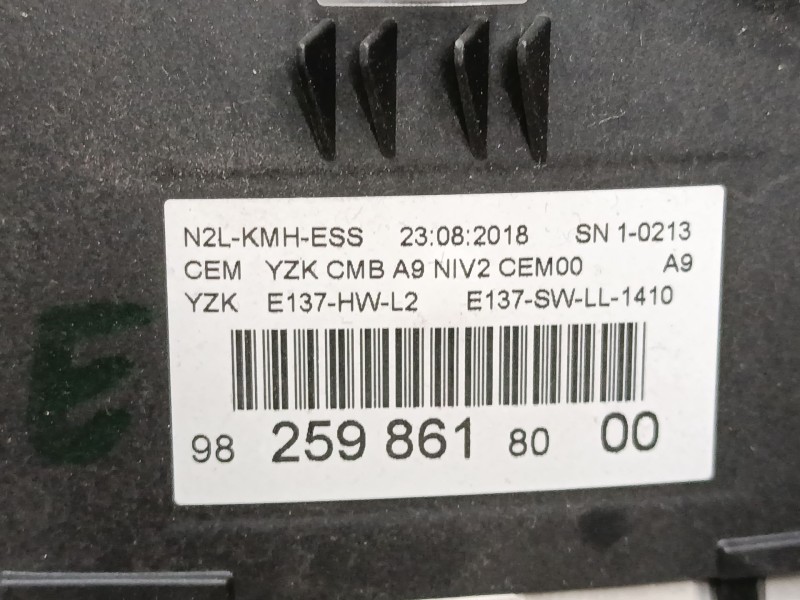 N2L-KMH-ESS 23:08:2018 SN 1-0213
CEM YZK CMB A9 NIV2 CEM00 A9
YZK E137-HW-L2 E137-SW-LL-1410
98 259 861 80 00
E